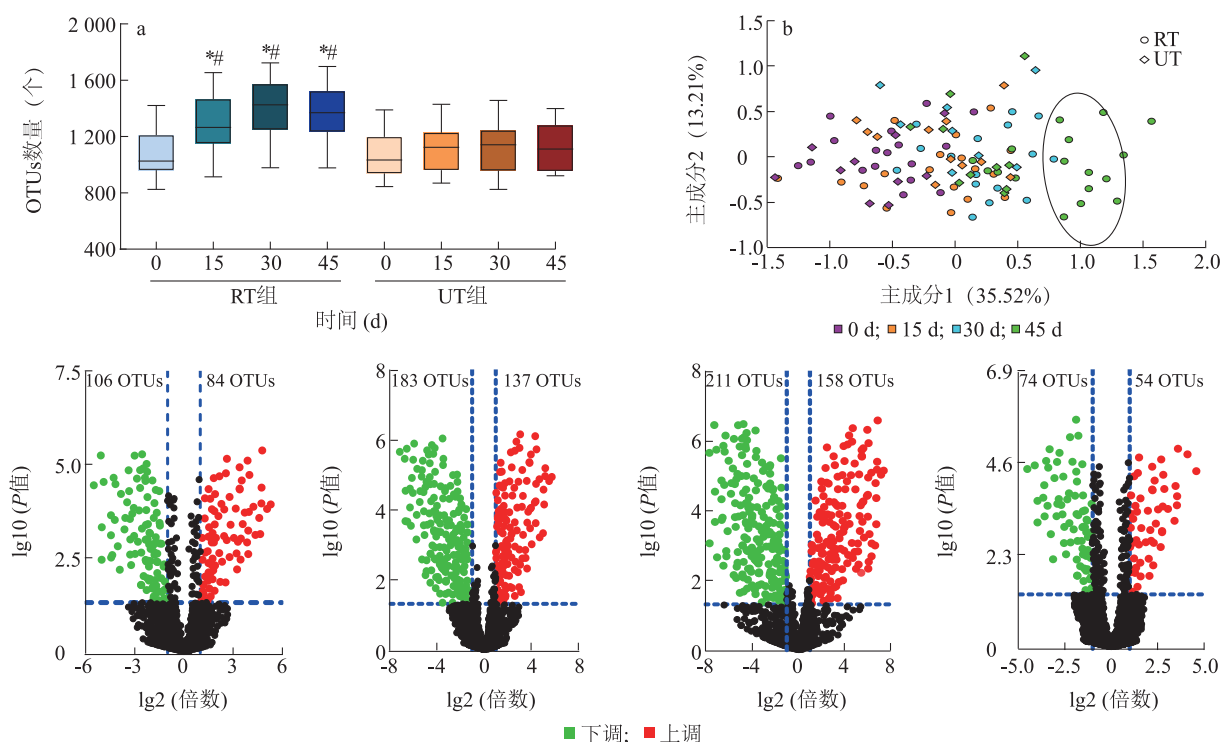 a
2 000
1 600
1200
800
400
OTUs数量（个）
*#
*#
*#
0 15 30 45 0 15 30 45
RT组 UT组
时间 (d)
b
RT
UT
1.5
1.0
0.5
0
-0.5
-1.0
主成分2（13.21%）
-1.5 -1.0 -0.5 0 0.5 1.0 1.5 2.0
主成分1（35.52%）
0 d; 15 d; 30 d; 45 d
106 OTUs 84 OTUs
7.5
5.0
2.5
0
lg10 (P值)
-6 -3 0 3 6
lg2 (倍数)
183 OTUs 137 OTUs
8
6
4
2
0
lg10 (P值)
-8 -4 0 4 8
lg2 (倍数)
211 OTUs 158 OTUs
8
6
4
2
0
lg10 (P值)
-8 -4 0 4 8
lg2 (倍数)
74 OTUs 54 OTUs
6.9
4.6
2.3
0
lg10 (P值)
-5.0 -2.5 0 2.5 5.0
lg2 (倍数)
下调; 上调